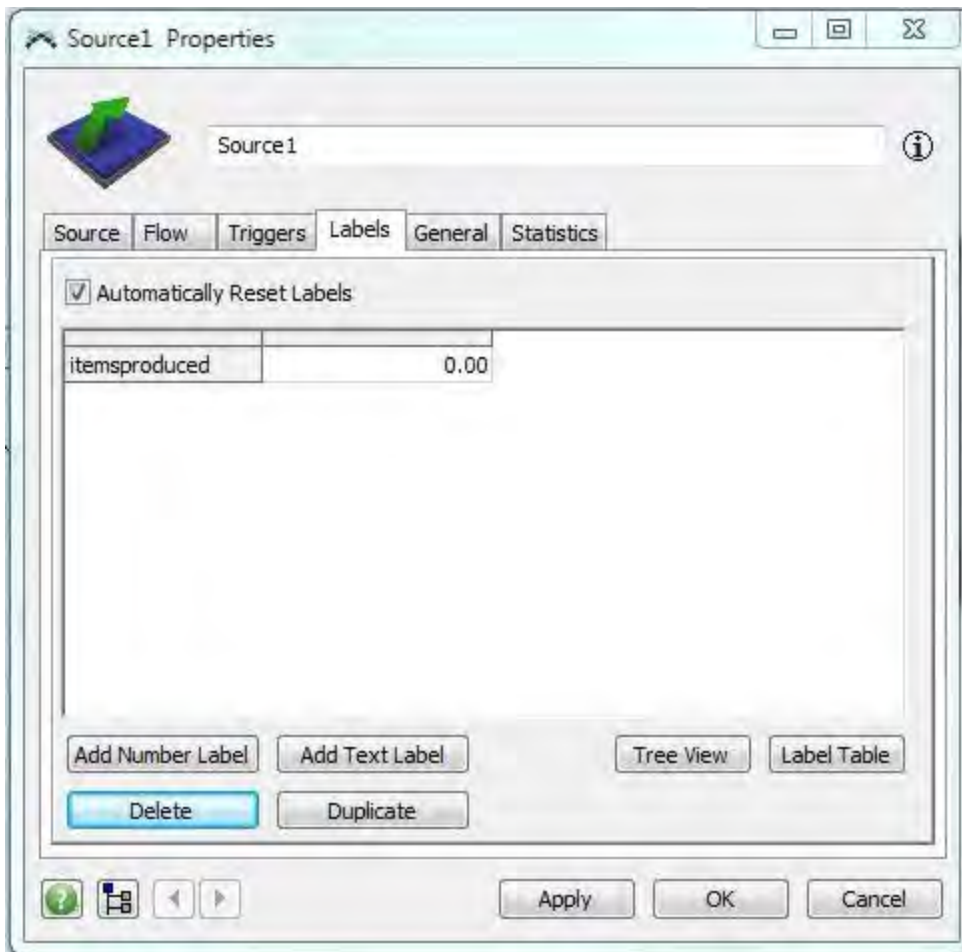 Source1 Properties
Source1
Source Flow Triggers Labels General Statistics
Automatically Reset Labels
itemsproduced 0.00
Add Number Label Add Text Label Tree View Label Table
Delete Duplicate
Apply OK Cancel